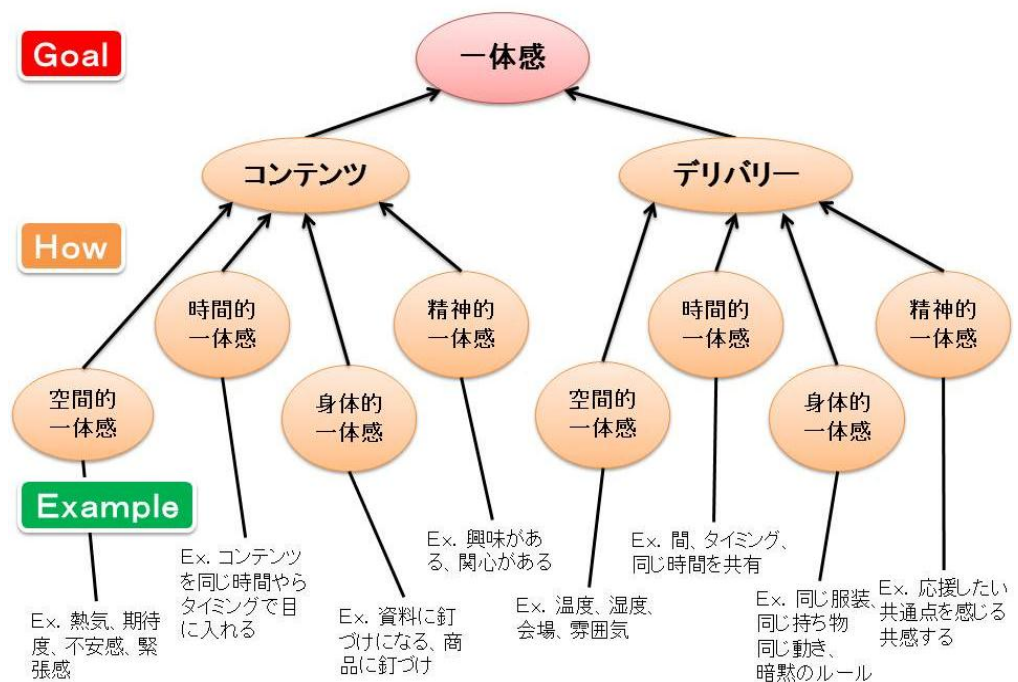 Goal
一体感
コンテンツ
デリバリー
How
時間的
一体感
精神的
一体感
時間的
一体感
精神的
一体感
空間的
一体感
身体的
一体感
空間的
一体感
身体的
一体感
Example
Ex. 熱気、期待
度、不安感、緊
張感
Ex. コンテンツ
を同じ時間やら
タイミングで目
に入れる
Ex. 資料に釘
づけになる、商
品に釘づけ
Ex. 興味があ
る、関心がある
Ex. 温度、湿度、
会場、雰囲気
Ex. 間、タイミング、
同じ時間を共有
Ex. 同じ服装、
同じ持ち物
同じ動き、
暗黙のルール
Ex. 応援したい
共通点を感じる
共感する